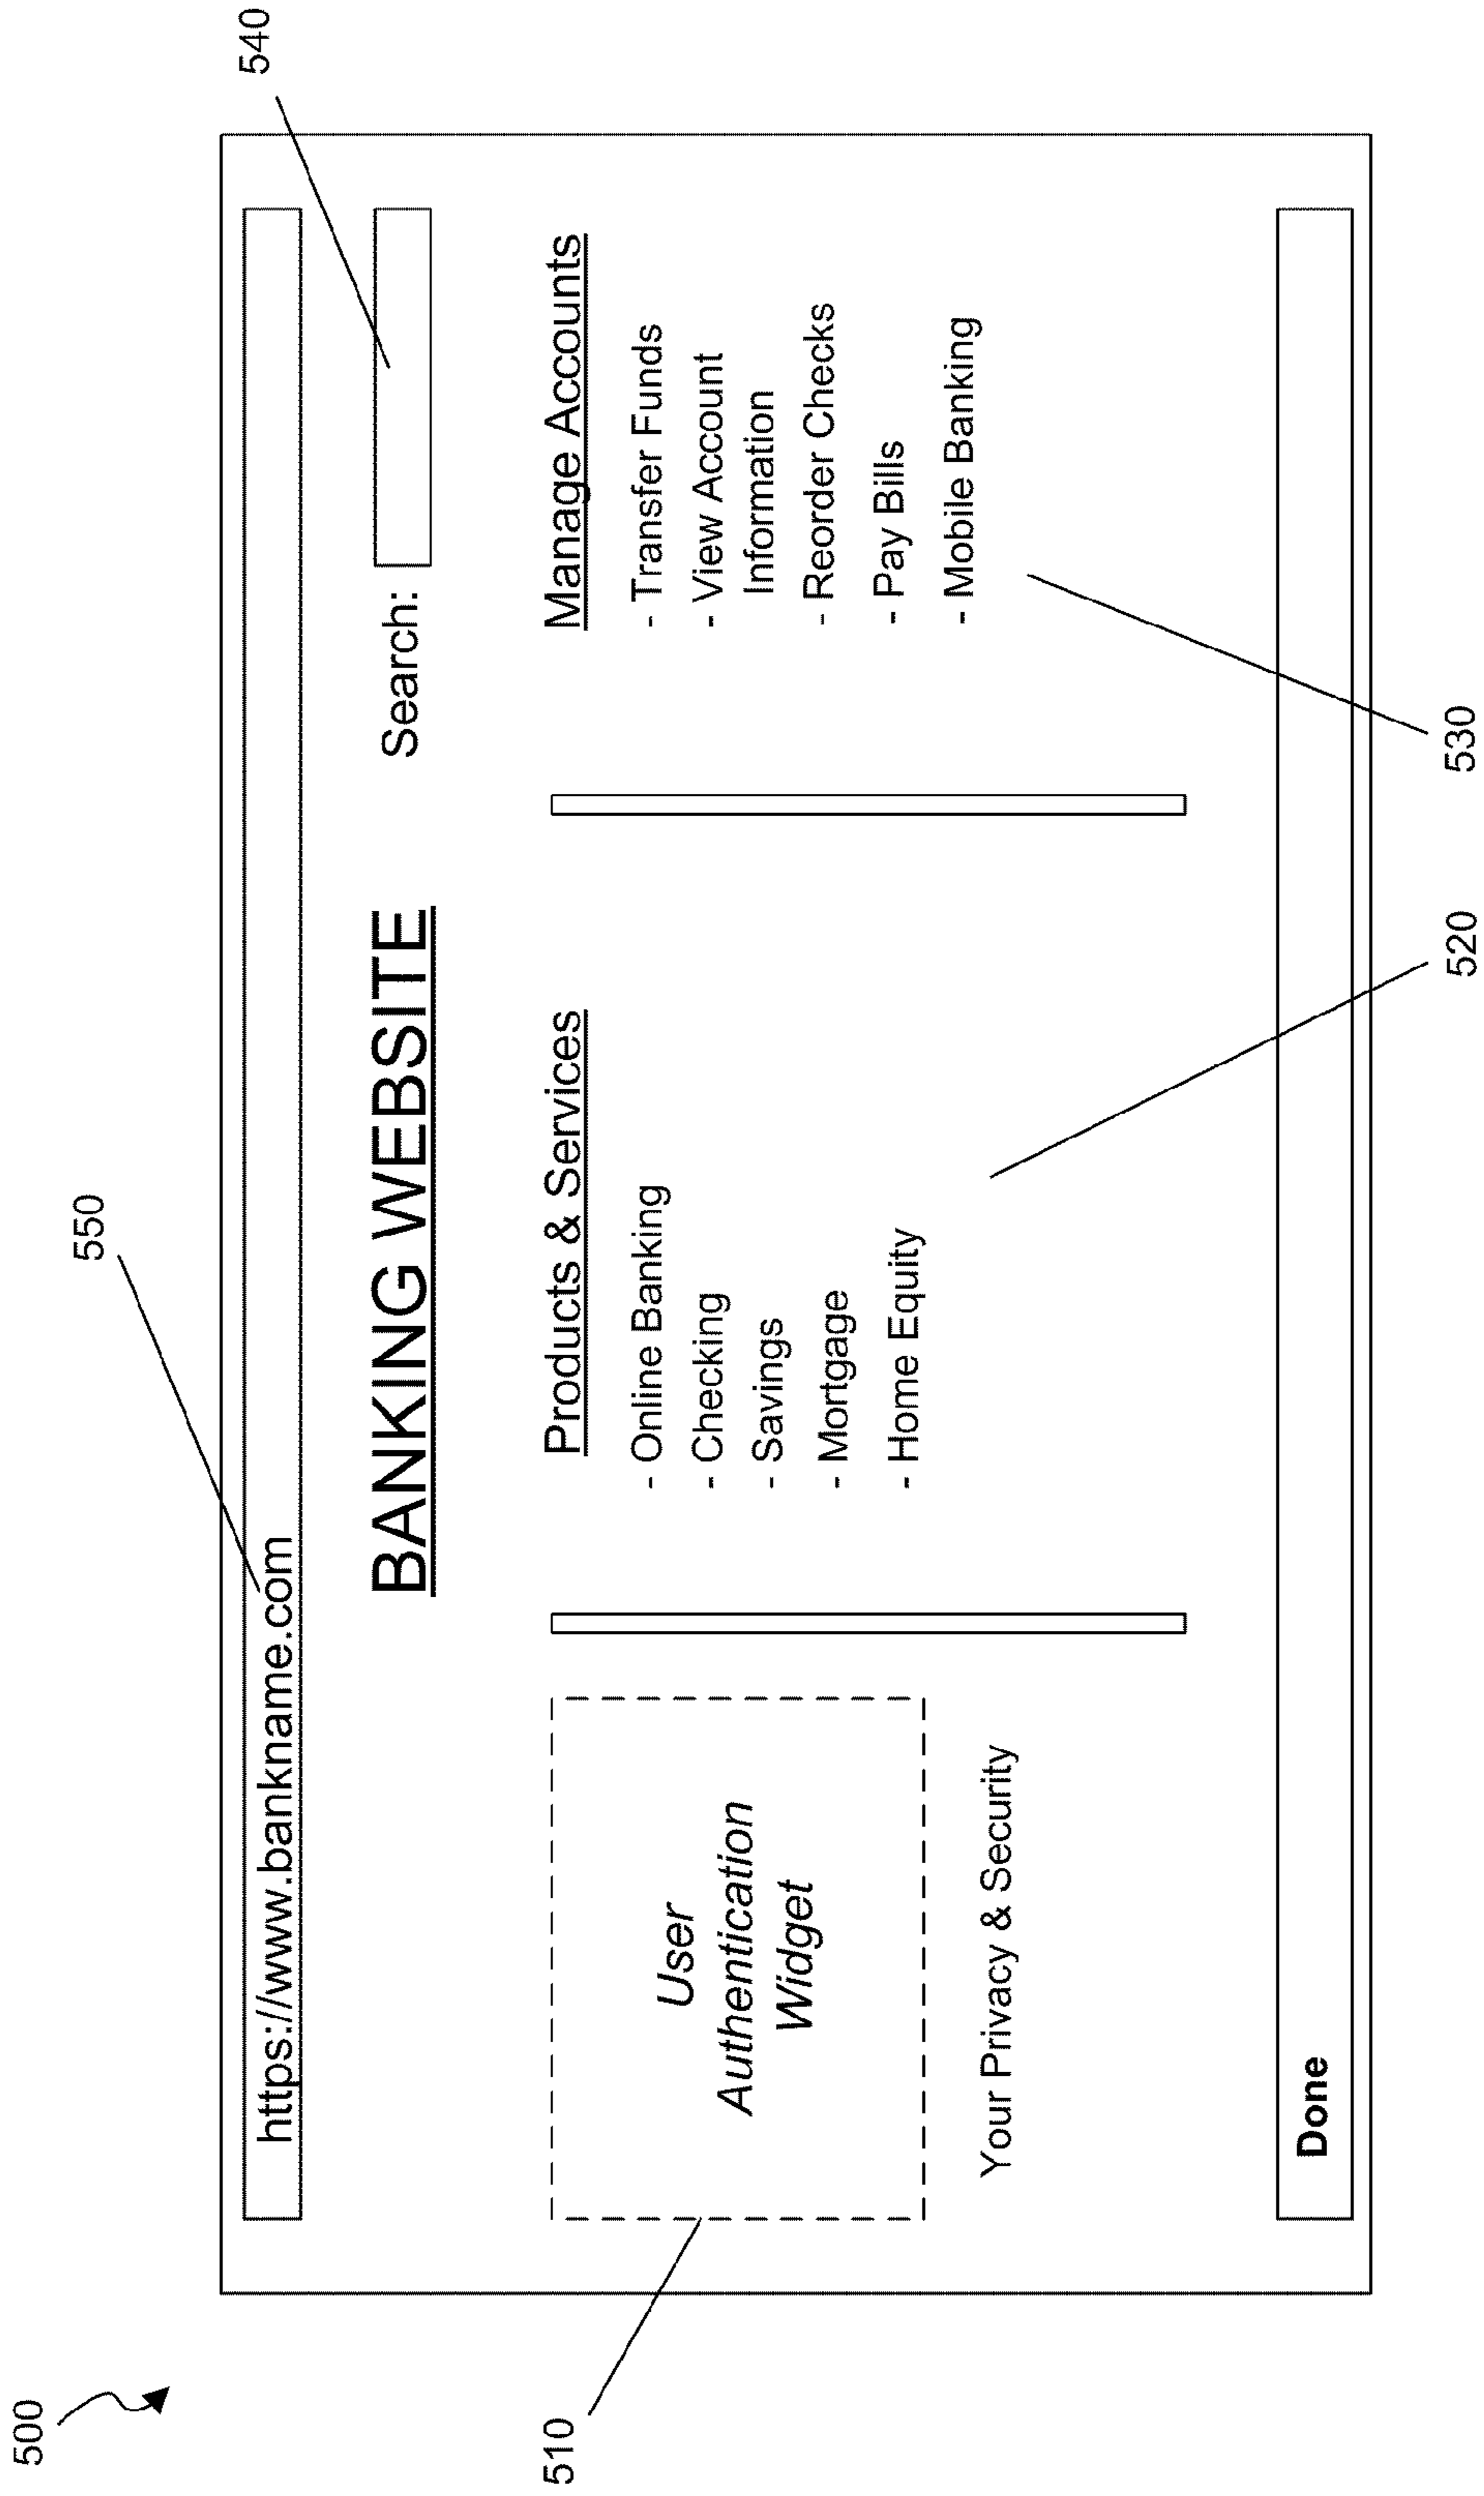 500
550
540
https://www.bankname.com
BANKING WEBSITE
Search:
510
User
Authentication
Widget
Your Privacy & Security
Products & Services
- Online Banking
- Checking
- Savings
- Mortgage
- Home Equity
Manage Accounts
- Transfer Funds
- View Account
Information
- Reorder Checks
- Pay Bills
- Mobile Banking
Done
520
530